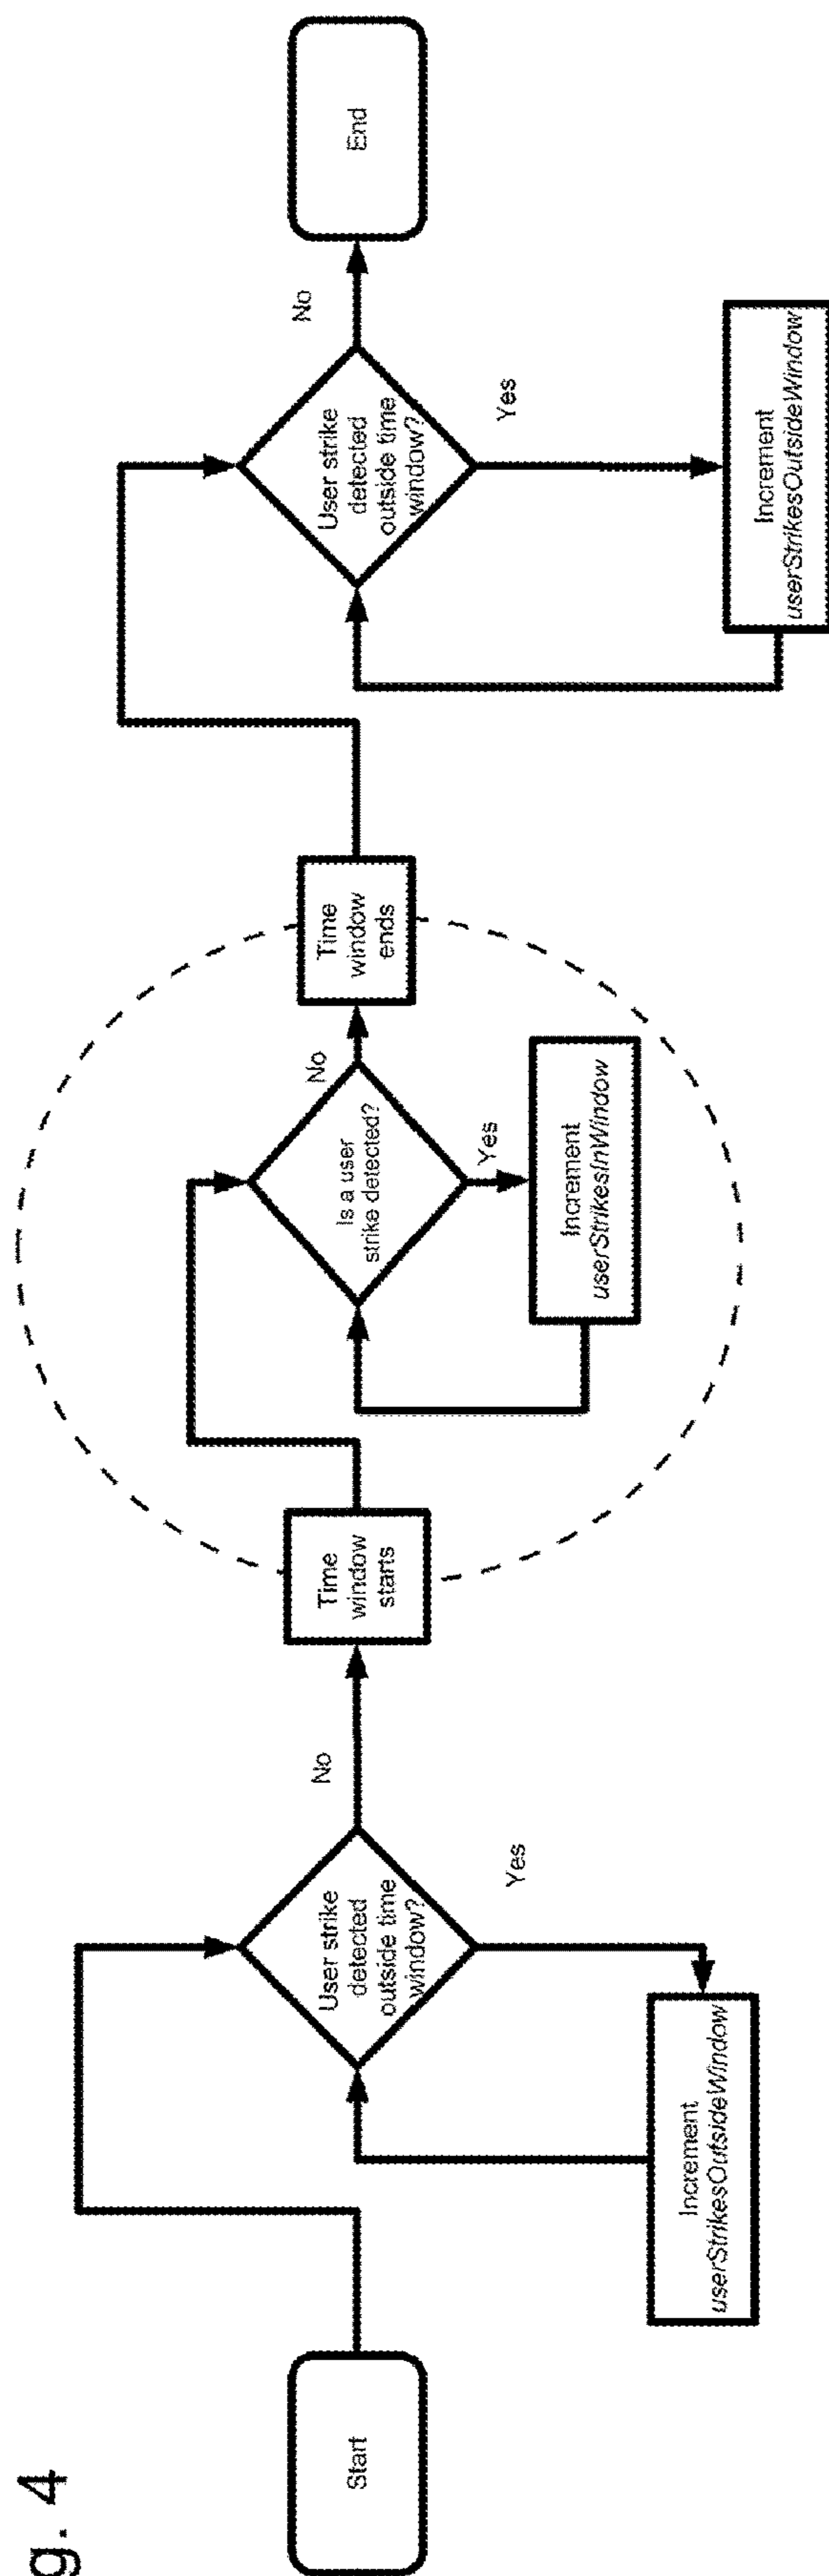 g. 4
Start
User strike
detected
outside time
window?
Yes
No
Increment
userStrikesOutsideWindow
Time
window
starts
Is a user
strike detected?
Yes
No
Increment
userStrikesInWindow
Time
window
ends
User strike
detected
outside time
window?
Yes
No
Increment
userStrikesOutsideWindow
End